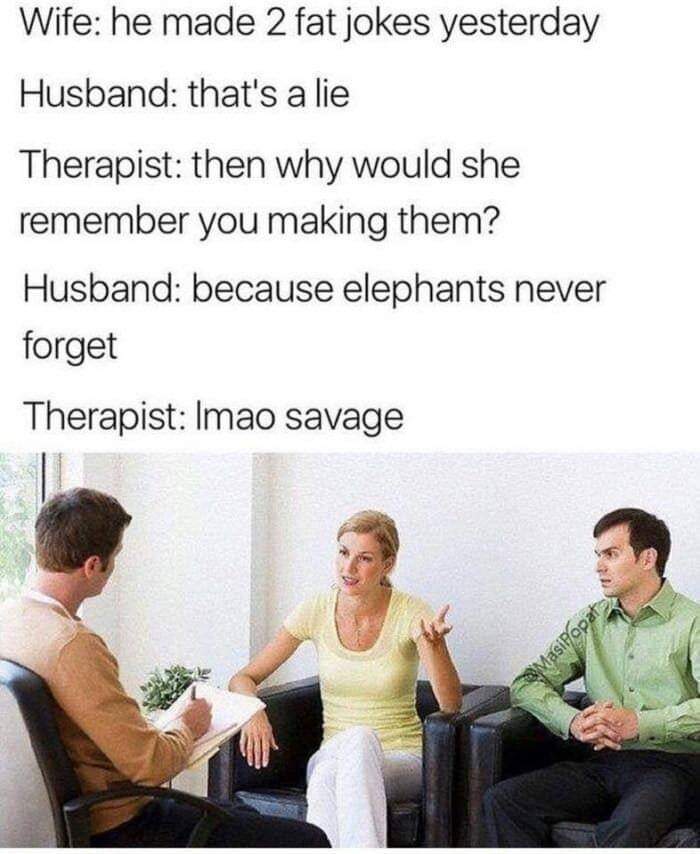 Wife: he made 2 fat jokes yesterday
Husband: that's a lie
Therapist: then why would she
remember you making them?
Husband: because elephants never
forget
Therapist: lmao savage
@MasiPopal